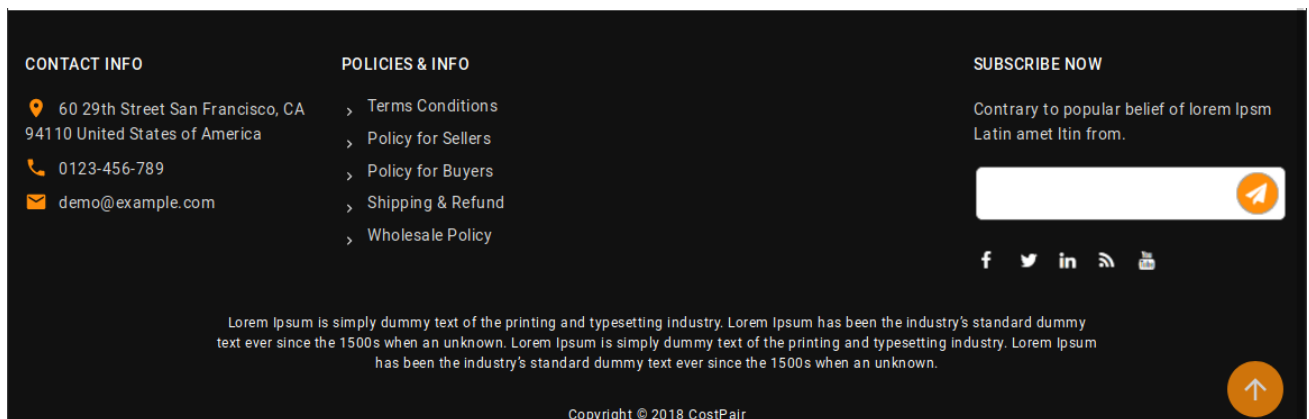 CONTACT INFO
60 29th Street San Francisco, CA
94110 United States of America
0123-456-789
demo@example.com
POLICIES & INFO
Terms Conditions
Policy for Sellers
Policy for Buyers
Shipping & Refund
Wholesale Policy
SUBSCRIBE NOW
Contrary to popular belief of lorem Ipsm
Latin amet ltin from.
You
Tube
Lorem Ipsum is simply dummy text of the printing and typesetting industry. Lorem Ipsum has been the industry's standard dummy
text ever since the 1500s when an unknown. Lorem Ipsum is simply dummy text of the printing and typesetting industry. Lorem Ipsum
has been the industry's standard dummy text ever since the 1500s when an unknown.
Copyright © 2018 CostPair